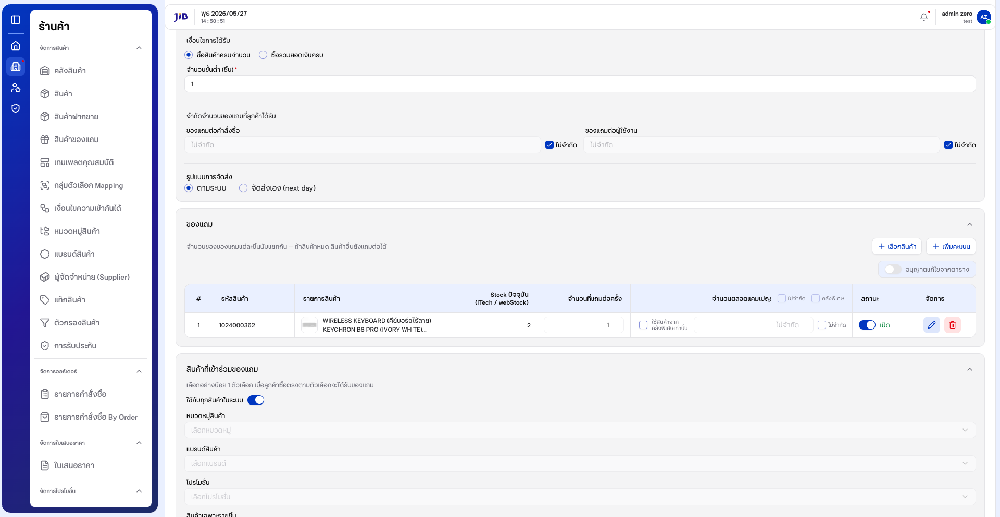 ร้านค้า
จัดการสินค้า
คลังสินค้า
สินค้า
สินค้าฝากขาย
สินค้าของแถม
เทมเพลตคุณสมบัติ
กลุ่มตัวเลือก Mapping
เงื่อนไขความเข้ากันได้
หมวดหมู่สินค้า
แบรนด์สินค้า
ผู้จัดจำหน่าย (Supplier)
แท็กสินค้า
ตัวกรองสินค้า
การรับประกัน
จัดการออร์เดอร์
รายการคำสั่งซื้อ
รายการคำสั่งซื้อ By Order
จัดการใบเสนอราคา
ใบเสนอราคา
จัดการโปรโมชั่น
JIB
พุธ 2026/05/27
14 : 50 : 51
admin zero
test
AZ
เงื่อนไขการได้รับ
ซื้อสินค้าครบจำนวน ซื้อรวมยอดเงินครบ
จำนวนขั้นต่ำ (ชิ้น) *
1
จำกัดจำนวนของแถมที่ลูกค้าได้รับ
ของแถมต่อคำสั่งซื้อ ของแถมต่อผู้ใช้งาน
ไม่จำกัด ไม่จำกัด ไม่จำกัด ไม่จำกัด
รูปแบบการจัดส่ง
ตามระบบ จัดส่งเอง (next day)
ของแถม
จำนวนของของแถมแต่ละชิ้นนับแยกกัน – ถ้าสินค้าหมด สินค้าอื่นยังแถมต่อได้
เลือกสินค้า เพิ่มคะแนน
อนุญาตแก้ไขจากตาราง
# รหัสสินค้า รายการสินค้า Stock ปัจจุบัน (iTech / webStock) จำนวนที่แถมต่อครั้ง จำนวนตลอดแคมเปญ ไม่จำกัด คลังพิเศษ สถานะ จัดการ
1 1024000362 WIRELESS KEYBOARD (คีย์บอร์ดไร้สาย)
KEYCHRON B6 PRO (IVORY WHITE)... 2 1 ใช้สินค้าจาก
คลังพิเศษเท่านั้น ไม่จำกัด ไม่จำกัด เปิด
สินค้าที่เข้าร่วมของแถม
เลือกอย่างน้อย 1 ตัวเลือก เมื่อลูกค้าซื้อตรงตามตัวเลือกจะได้รับของแถม
ใช้กับทุกสินค้าในระบบ
หมวดหมู่สินค้า
เลือกหมวดหมู่
แบรนด์สินค้า
เลือกแบรนด์
โปรโมชั่น
เลือกโปรโมชั่น
สินค้าเฉพาะรายชิ้น